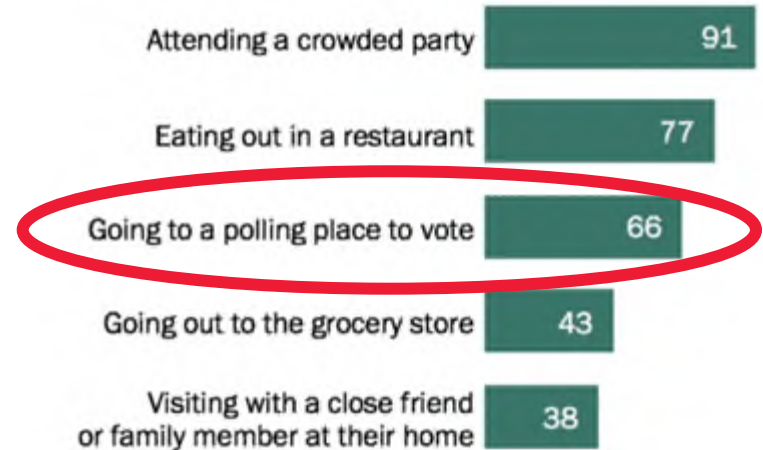 Attending a crowded party 91
Eating out in a restaurant 77
Going to a polling place to vote 66
Going out to the grocery store 43
Visiting with a close friend
or family member at their home 38